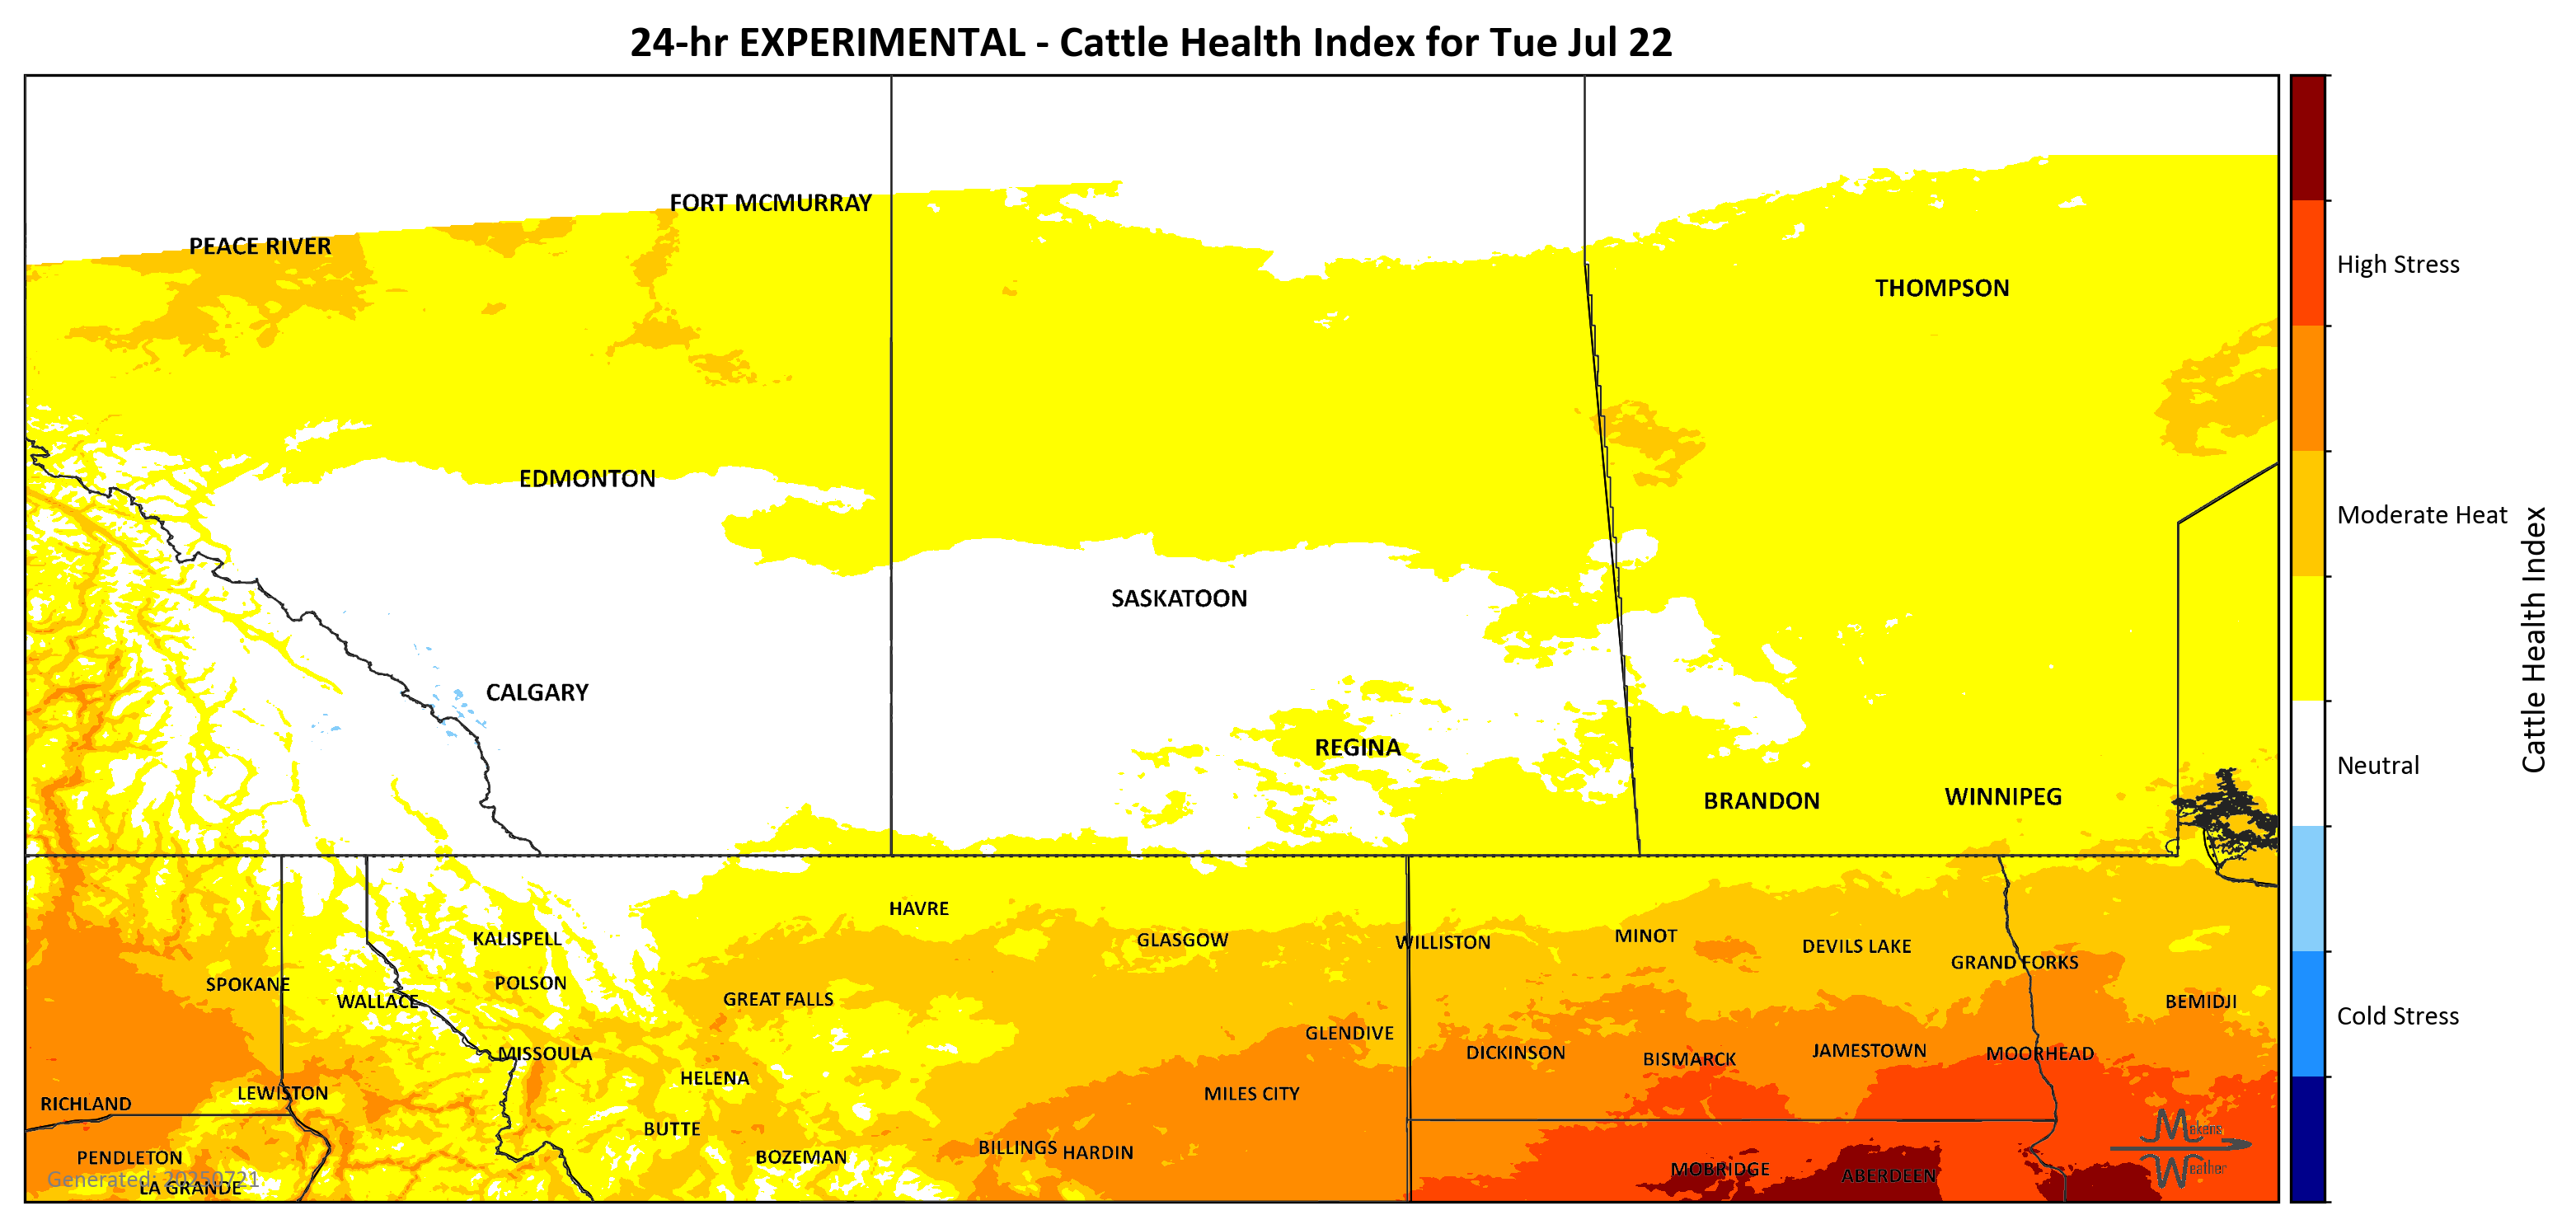 24-hr EXPERIMENTAL - Cattle Health Index for Tue Jul 22
FORT MCMURRAY
PEACE RIVER
THOMPSON
EDMONTON
SASKATOON
CALGARY
REGINA
BRANDON
WINNIPEG
HAVRE
KALISPELL
GLASGOW
WILLISTON
MINOT
DEVILS LAKE
GRAND FORKS
SPOKANE
POLSON
WALLACE
GREAT FALLS
BEMIDJI
GLENDIVE
MISSOULA
DICKINSON
BISMARCK
JAMESTOWN
MOORHEAD
HELENA
LEWISTON
MILES CITY
RICHLAND
BUTTE
BILLINGS
HARDIN
PENDLETON
BOZEMAN
MOBRIDGE
ABERDEEN
LA GRANDE
Generated: 20250721
Makens
Weather
High Stress
Moderate Heat
Neutral
Cold Stress
Cattle Health Index